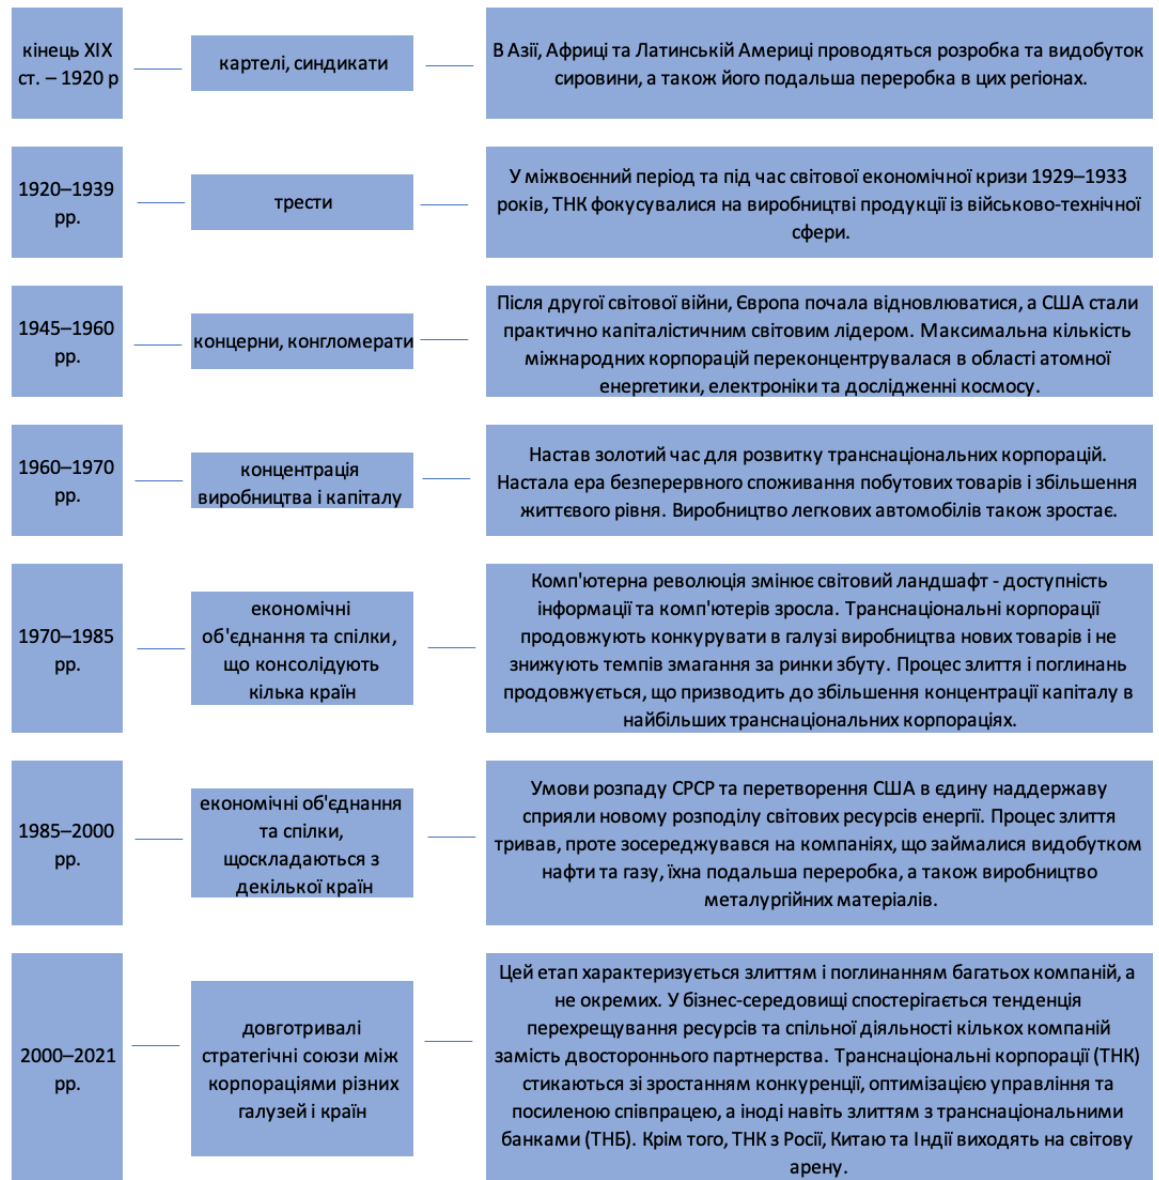 кінець XIX
ст. – 1920 р
картелі, синдикати
В Азії, Африці та Латинській Америці проводяться розробка та видобуток
сировини, а також його подальша переробка в цих регіонах.
1920–1939
рр.
трести
У міжвоєнний період та під час світової економічної кризи 1929–1933
років, ТНК фокусувалися на виробництві продукції із військово-технічної
сфери.
1945–1960
рр.
концерни, конгломерати
Після другої світової війни, Європа почала відновлюватися, а США стали
практично капіталістичним світовим лідером. Максимальна кількість
міжнародних корпорацій переконцентрувалася в області атомної
енергетики, електроніки та дослідженні космосу.
1960–1970
рр.
концентрація
виробництва і капіталу
Настав золотий час для розвитку транснаціональних корпорацій.
Настала ера безперервного споживання побутових товарів і збільшення
життєвого рівня. Виробництво легкових автомобілів також зростає.
1970–1985
рр.
економічні
об'єднання та спілки,
що консолідують
кілька країн
Комп'ютерна революція змінює світовий ландшафт - доступність
інформації та комп'ютерів зросла. Транснаціональні корпорації
продовжують конкурувати в галузі виробництва нових товарів і не
знижують темпів змагання за ринки збуту. Процес злиття і поглинань
продовжується, що призводить до збільшення концентрації капіталу в
найбільших транснаціональних корпораціях.
1985–2000
рр.
економічні об'єднання
та спілки,
щоскладаються з
декілької країн
Умови розпаду СРСР та перетворення США в єдину наддержаву
сприяли новому розподілу світових ресурсів енергії. Процес злиття
тривав, проте зосереджувався на компаніях, що займалися видобутком
нафти та газу, їхна подальша переробка, а також виробництво
металургійних матеріалів.
2000–2021
рр.
довготривалі
стратегічні союзи між
корпораціями різних
галузей і країн
Цей етап характеризується злиттям і поглинанням багатьох компаній, а
не окремих. У бізнес-середовищі спостерігається тенденція
перехрещування ресурсів та спільної діяльності кількох компаній
замість двостороннього партнерства. Транснаціональні корпорації (ТНК)
стикаються зі зростанням конкуренції, оптимізацією управління та
посиленою співпрацею, а іноді навіть злиттям з транснаціональними
банками (ТНБ). Крім того, ТНК з Росії, Китаю та Індії виходять на світову
арену.